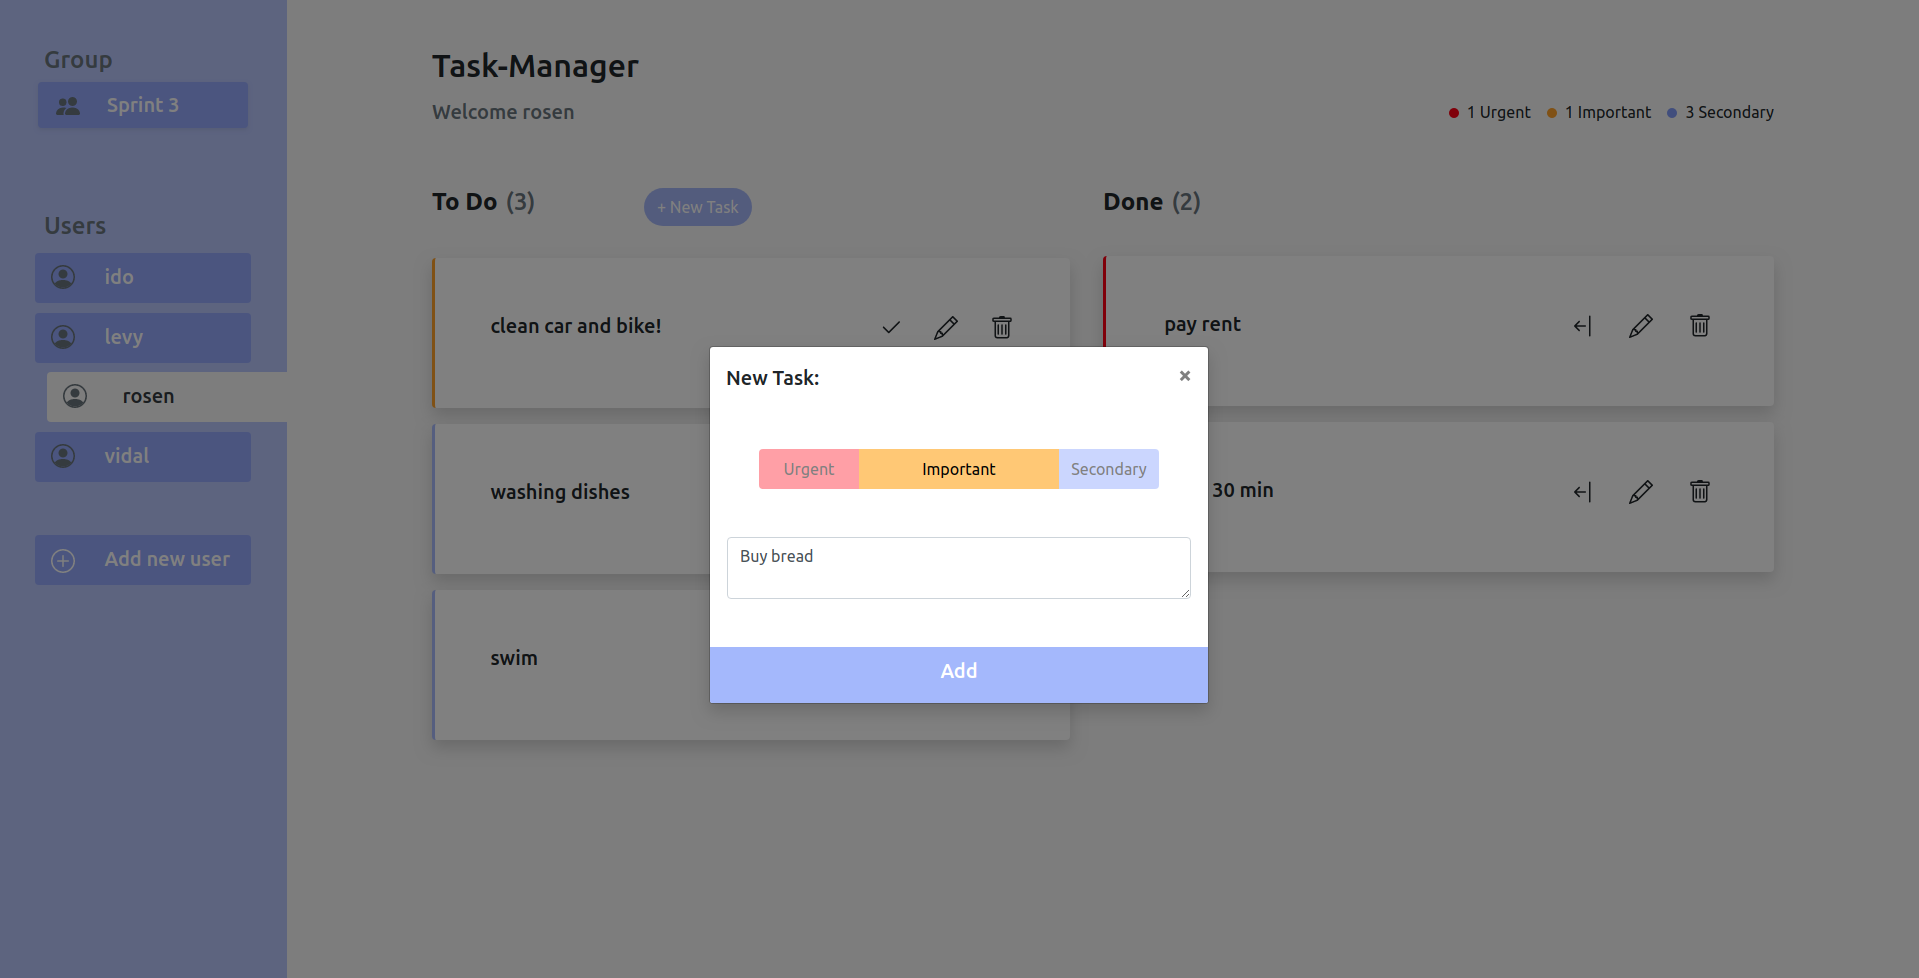 Group
Sprint 3
Users
ido
levy
rosen
vidal
Add new user
Task-Manager
Welcome rosen
1 Urgent 1 Important 3 Secondary
To Do (3)
+ New Task
clean car and bike!
washing dishes
swim
Done (2)
pay rent
30 min
New Task:
×
Urgent Important Secondary
Buy bread
Add